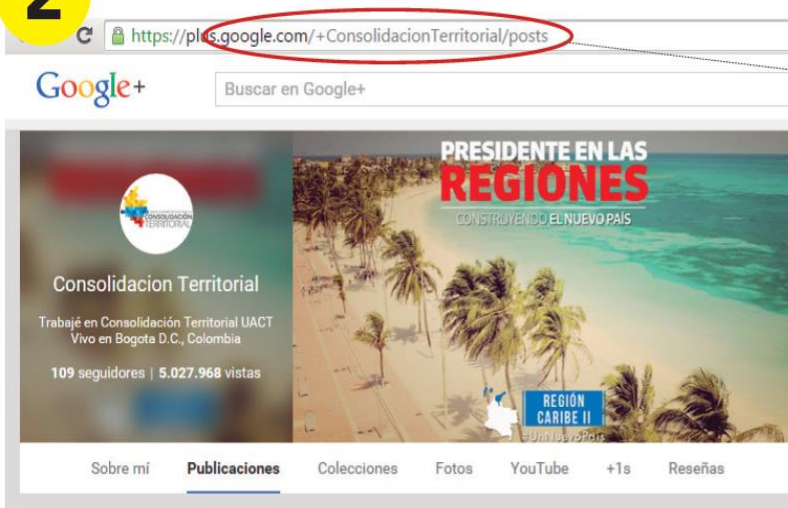 2
https://plus.google.com/+ConsolidacionTerritorial/posts
Google+
Buscar en Google+
PRESIDENTE EN LAS
REGIONES
CONSTRUYENDO EL NUEVO PAÍS
CONSOLIDACIÓN
TERRITORIAL
Consolidacion Territorial
Trabajé en Consolidación Territorial UACT
Vivo en Bogota D.C., Colombia
109 seguidores | 5.027.968 vistas
REGIÓN
CARIBE II
#UnNuevoPaís
Sobre mí Publicaciones Colecciones Fotos YouTube +1s Reseñas